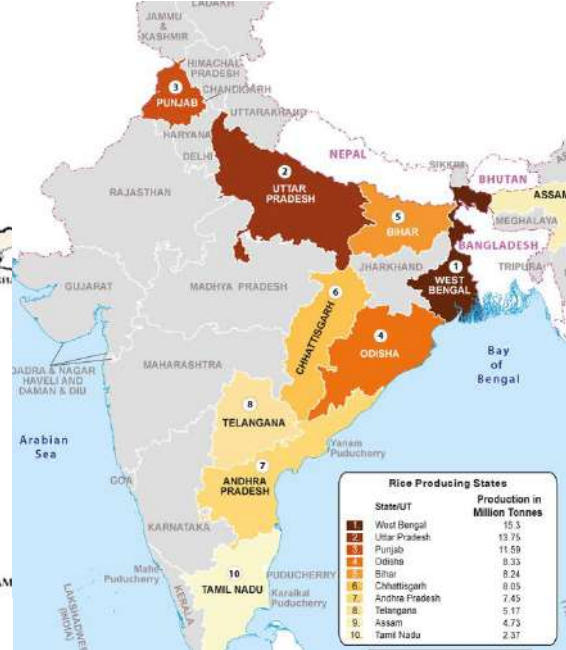 LADAKH
JAMMU
&
KASHMIR
HIMACHAL
PRADESH
3
PUNJAB
CHANDIGARH
UTTARAKHAND
HARYANA
DELHI
NEPAL
SIKKIM
BHUTAN
ASSAM
2
UTTAR
PRADESH
RAJASTHAN
5
BIHAR
MEGHALAYA
BANGLADESH
JHARKHAND
1
WEST
BENGAL
TRIPURA
GUJARAT
MADHYA PRADESH
6
CHHATTISGARH
4
ODISHA
DADRA & NAGAR
HAVELI AND
DAMAN & DIU
MAHARASHTRA
Bay
of
Bengal
8
TELANGANA
Arabian
Sea
Yanam
Puducherry
7
ANDHRA
PRADESH
GOA
KARNATAKA
10
TAMIL NADU
Mahe-
Puducherry
PUDUCHERRY
Karaikal
Puducherry
KERALA
LAKSHADWEEP
(INDIA)
Rice Producing States
State/UT Production in
Million Tonnes
1 West Bengal 15.3
2 Uttar Pradesh 13.75
3 Punjab 11.59
4 Odisha 8.33
5 Bihar 8.24
6. Chhattisgarh 8.05
7. Andhra Pradesh 7.45
8. Telangana 5.17
9. Assam 4.73
10. Tamil Nadu 2.37